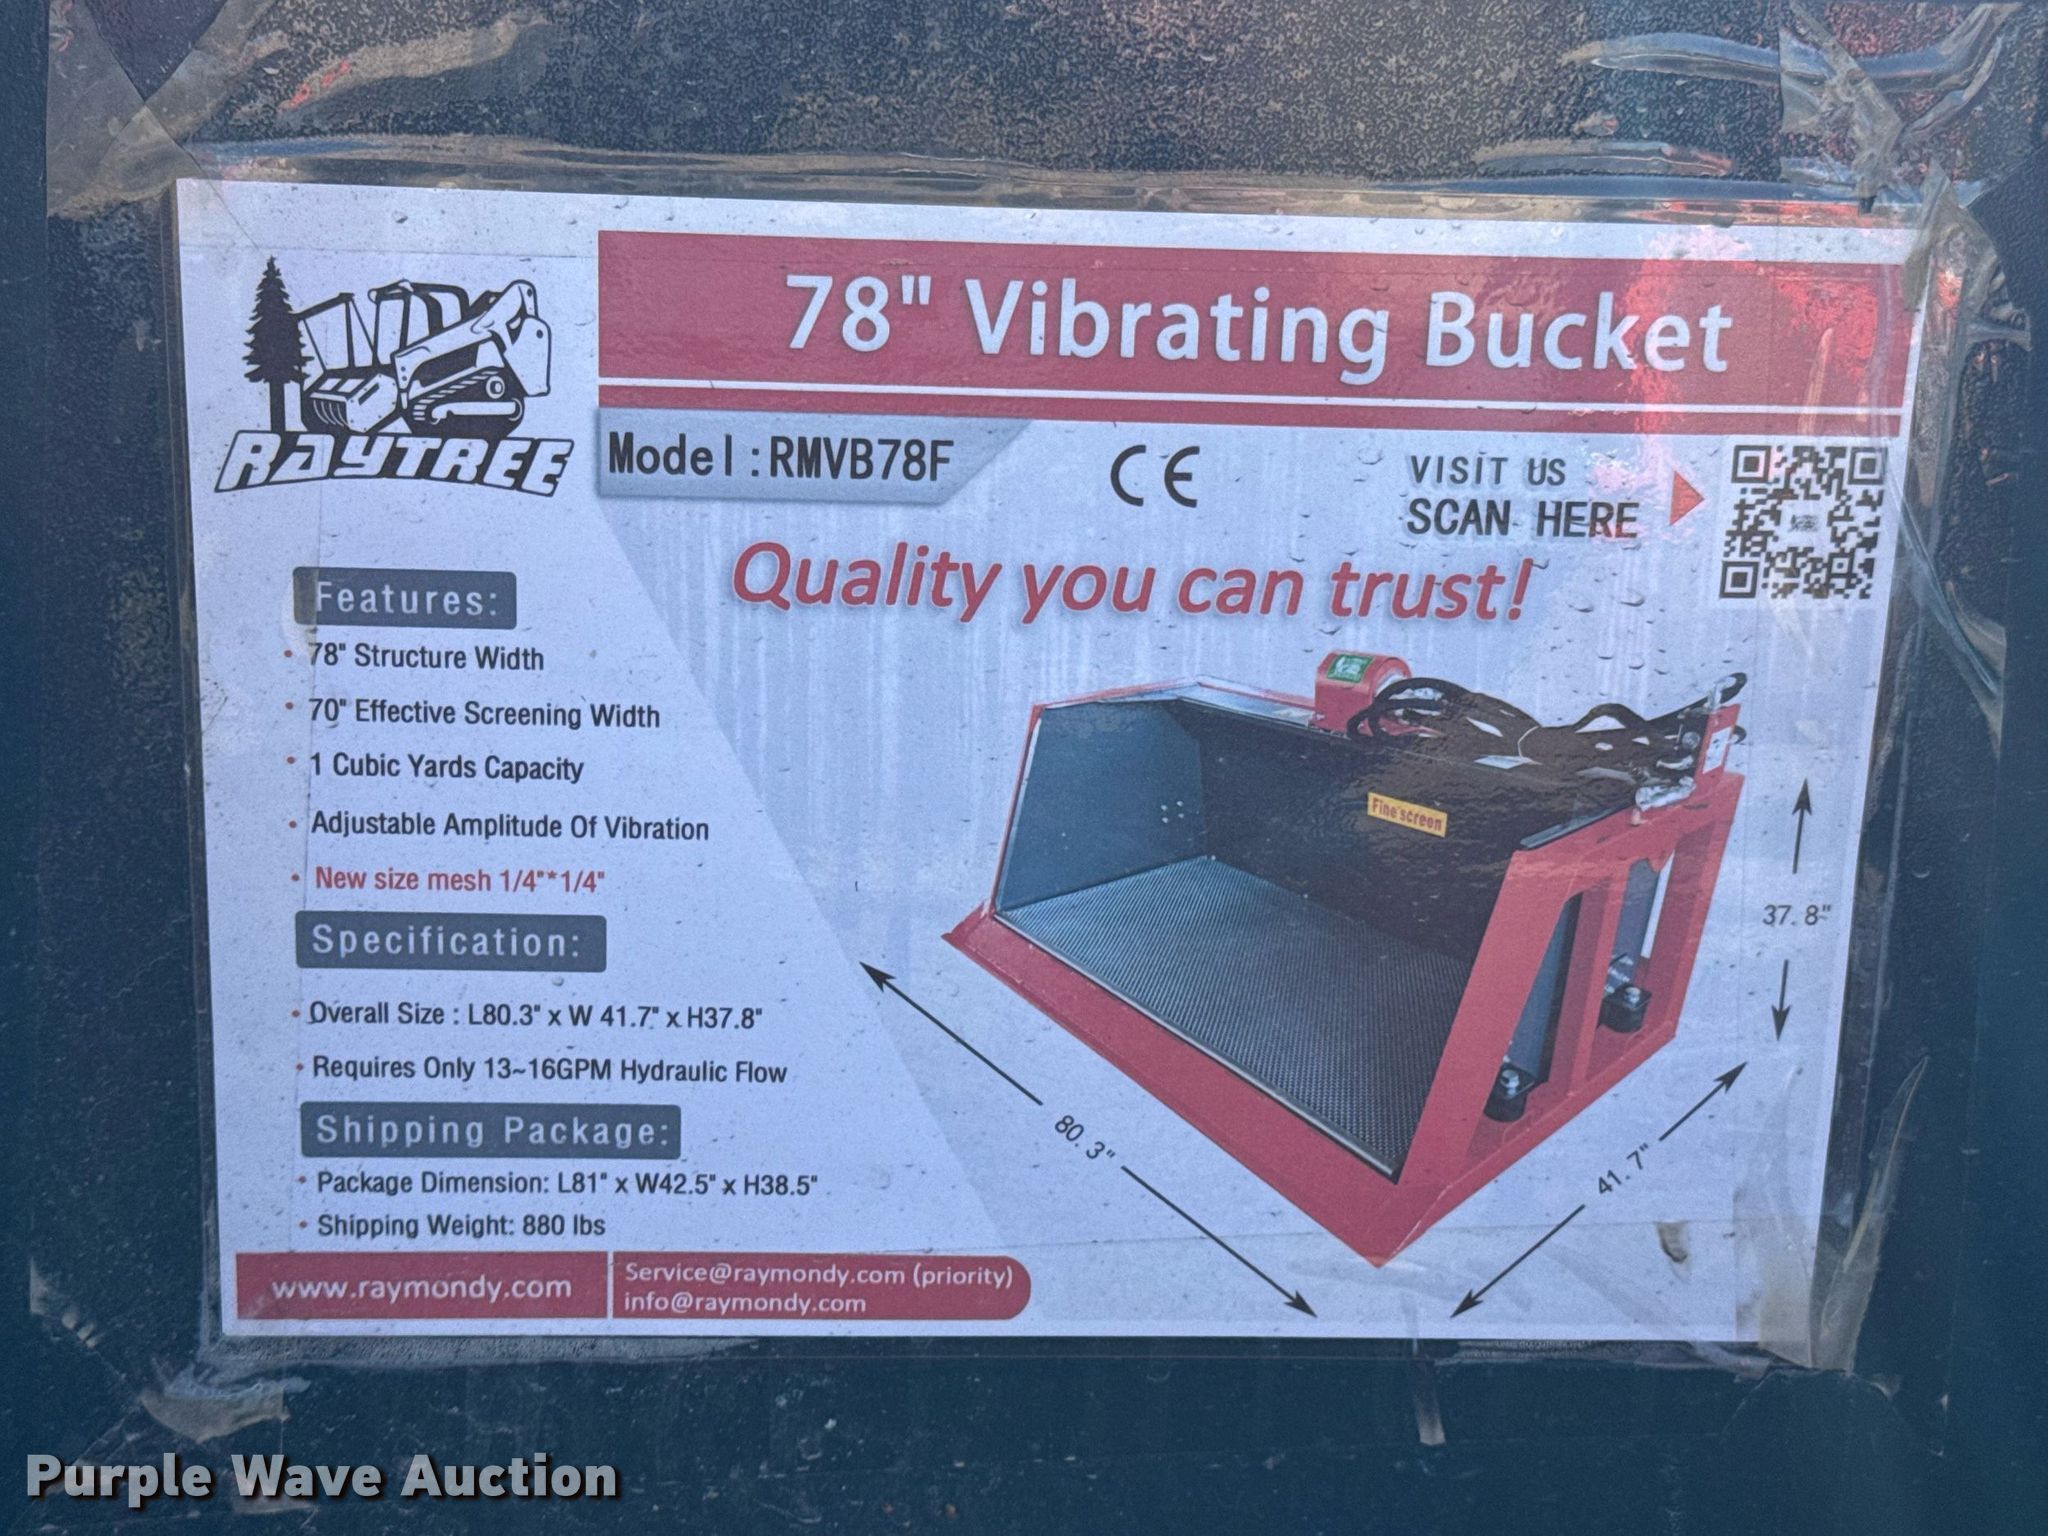 78" Vibrating Bucket
RAYTREE
Model:RMVB78F
CE
VISIT US
SCAN HERE
Quality you can trust!
Features:
• 78" Structure Width
• 70" Effective Screening Width
• 1 Cubic Yards Capacity
• Adjustable Amplitude Of Vibration
• New size mesh 1/4"*1/4"
Fine screen
37.8"
Specification:
• Overall Size : L80.3" x W 41.7" x H37.8"
• Requires Only 13~16GPM Hydraulic Flow
80.3"
41.7"
Shipping Package:
• Package Dimension: L81" x W42.5" x H38.5"
• Shipping Weight: 880 lbs
www.raymondy.com
Service@raymondy.com (priority)
info@raymondy.com
Purple Wave Auction